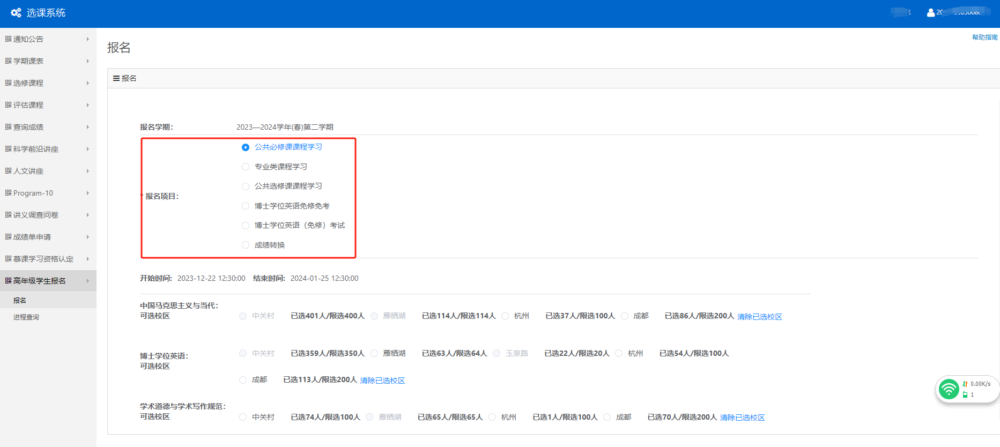 选课系统
帮助指南
通知公告
学期课表
选修课程
评估课程
查询成绩
科学前沿讲座
人文讲座
Program-10
讲义调查问卷
成绩单申请
慕课学习资格认定
高年级学生报名
报名
进程查询
报名
报名
报名学期： 2023—2024学年(春)第二学期
* 报名项目：
公共必修课课程学习
专业类课程学习
公共选修课课程学习
博士学位英语免修免考
博士学位英语（免修）考试
成绩转换
开始时间: 2023-12-22 12:30:00 结束时间: 2024-01-25 12:30:00
中国马克思主义与当代：
可选校区 中关村 已选401人/限选400人 雁栖湖 已选114人/限选114人 杭州 已选37人/限选100人 成都 已选86人/限选200人 清除已选校区
博士学位英语：
可选校区 中关村 已选359人/限选350人 雁栖湖 已选63人/限选64人 玉泉路 已选22人/限选20人 杭州 已选54人/限选100人
成都 已选113人/限选200人 清除已选校区
学术道德与学术写作规范：
可选校区 中关村 已选74人/限选100人 雁栖湖 已选65人/限选65人 杭州 已选1人/限选100人 成都 已选70人/限选200人 清除已选校区
0.00K/s
1